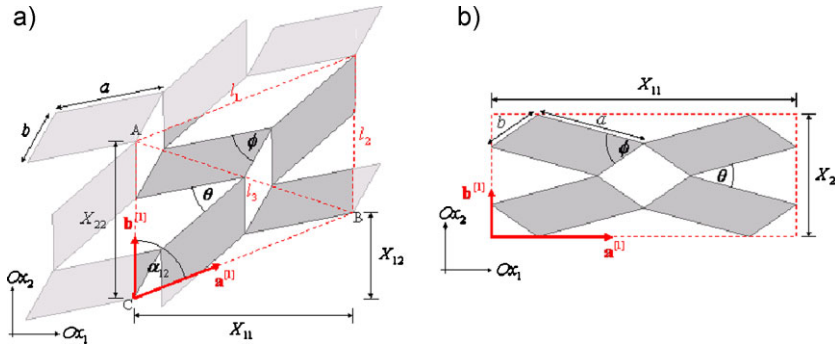 a)
b)
a
b
A
l₁
ϕ
l₂
θ
l₃
X₂₂
b[1]
B
α₁₂
a[1]
X₁₂
C
Ox₂
Ox₁
X₁₁
X₁₁
b
a
ϕ
θ
X₂
b[1]
Ox₂
a[1]
Ox₁